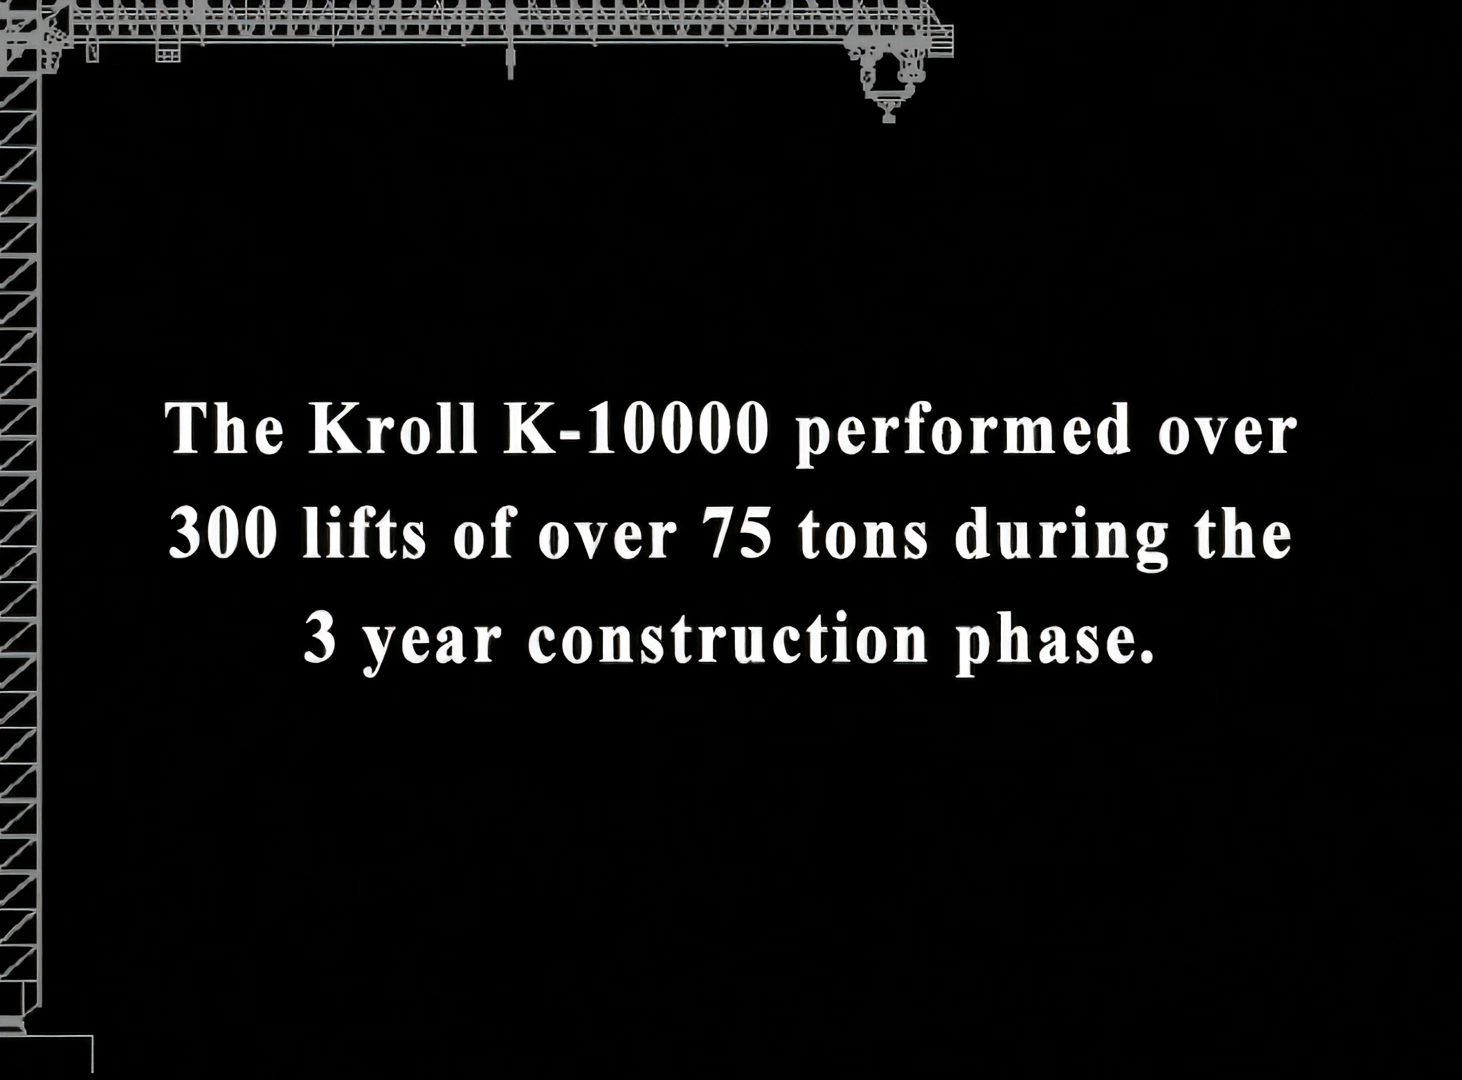 The Kroll K-10000 performed over
300 lifts of over 75 tons during the
3 year construction phase.